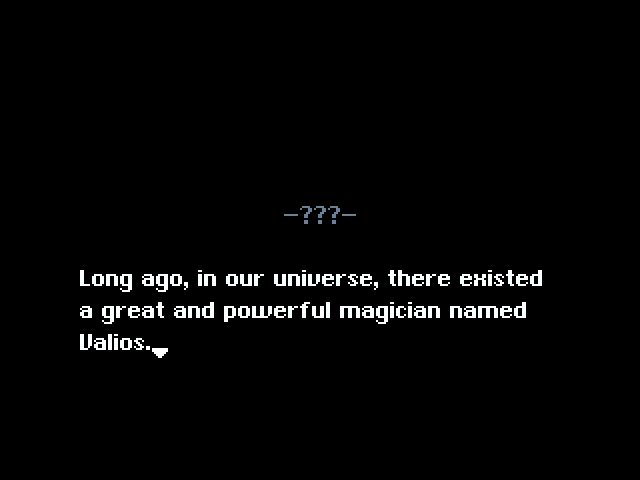 -???-
Long ago, in our universe, there existed
a great and powerful magician named
Valios.